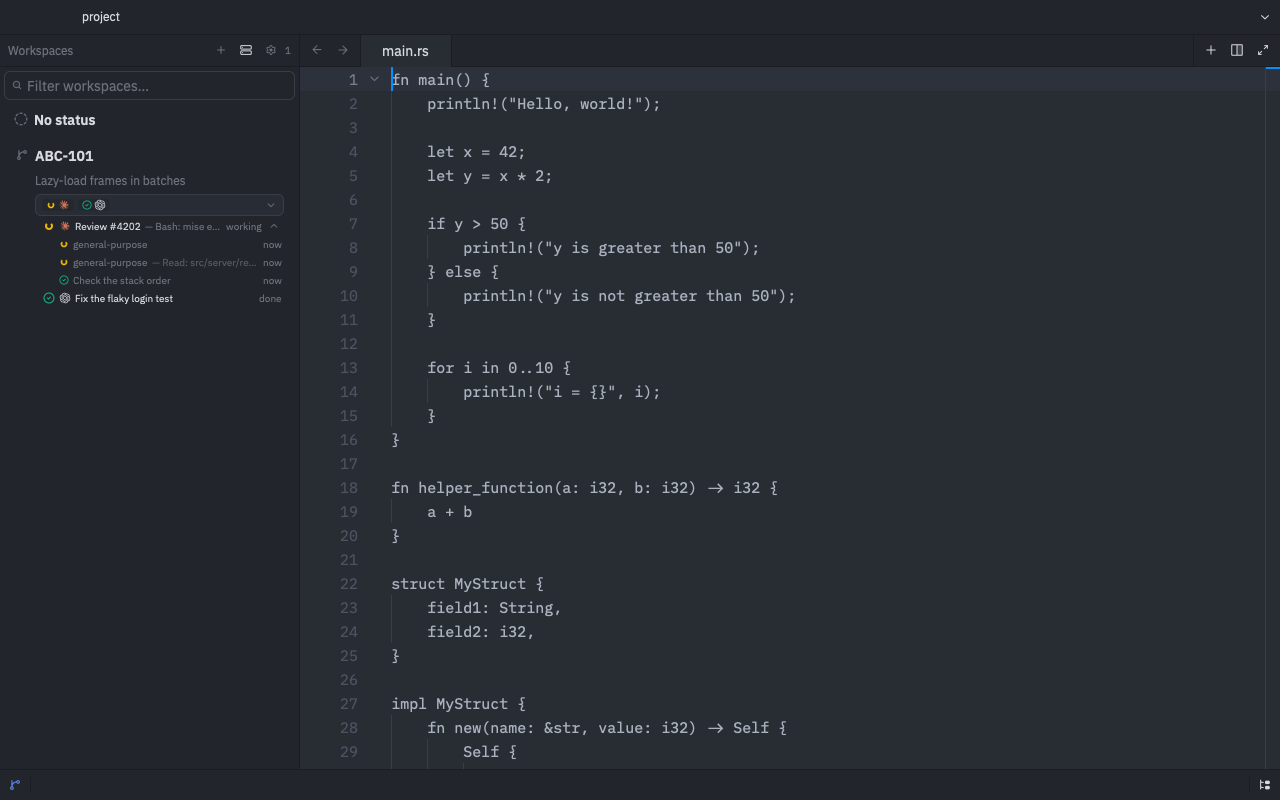 project
Workspaces 1
main.rs
Filter workspaces...
No status
ABC-101
Lazy-load frames in batches
Review #4202 — Bash: mise e... working
general-purpose now
general-purpose — Read: src/server/re... now
Check the stack order now
Fix the flaky login test done
1 fn main() {
2 println!("Hello, world!");
3
4 let x = 42;
5 let y = x * 2;
6
7 if y > 50 {
8 println!("y is greater than 50");
9 } else {
10 println!("y is not greater than 50");
11 }
12
13 for i in 0..10 {
14 println!("i = {}", i);
15 }
16 }
17
18 fn helper_function(a: i32, b: i32) -> i32 {
19 a + b
20 }
21
22 struct MyStruct {
23 field1: String,
24 field2: i32,
25 }
26
27 impl MyStruct {
28 fn new(name: &str, value: i32) -> Self {
29 Self {